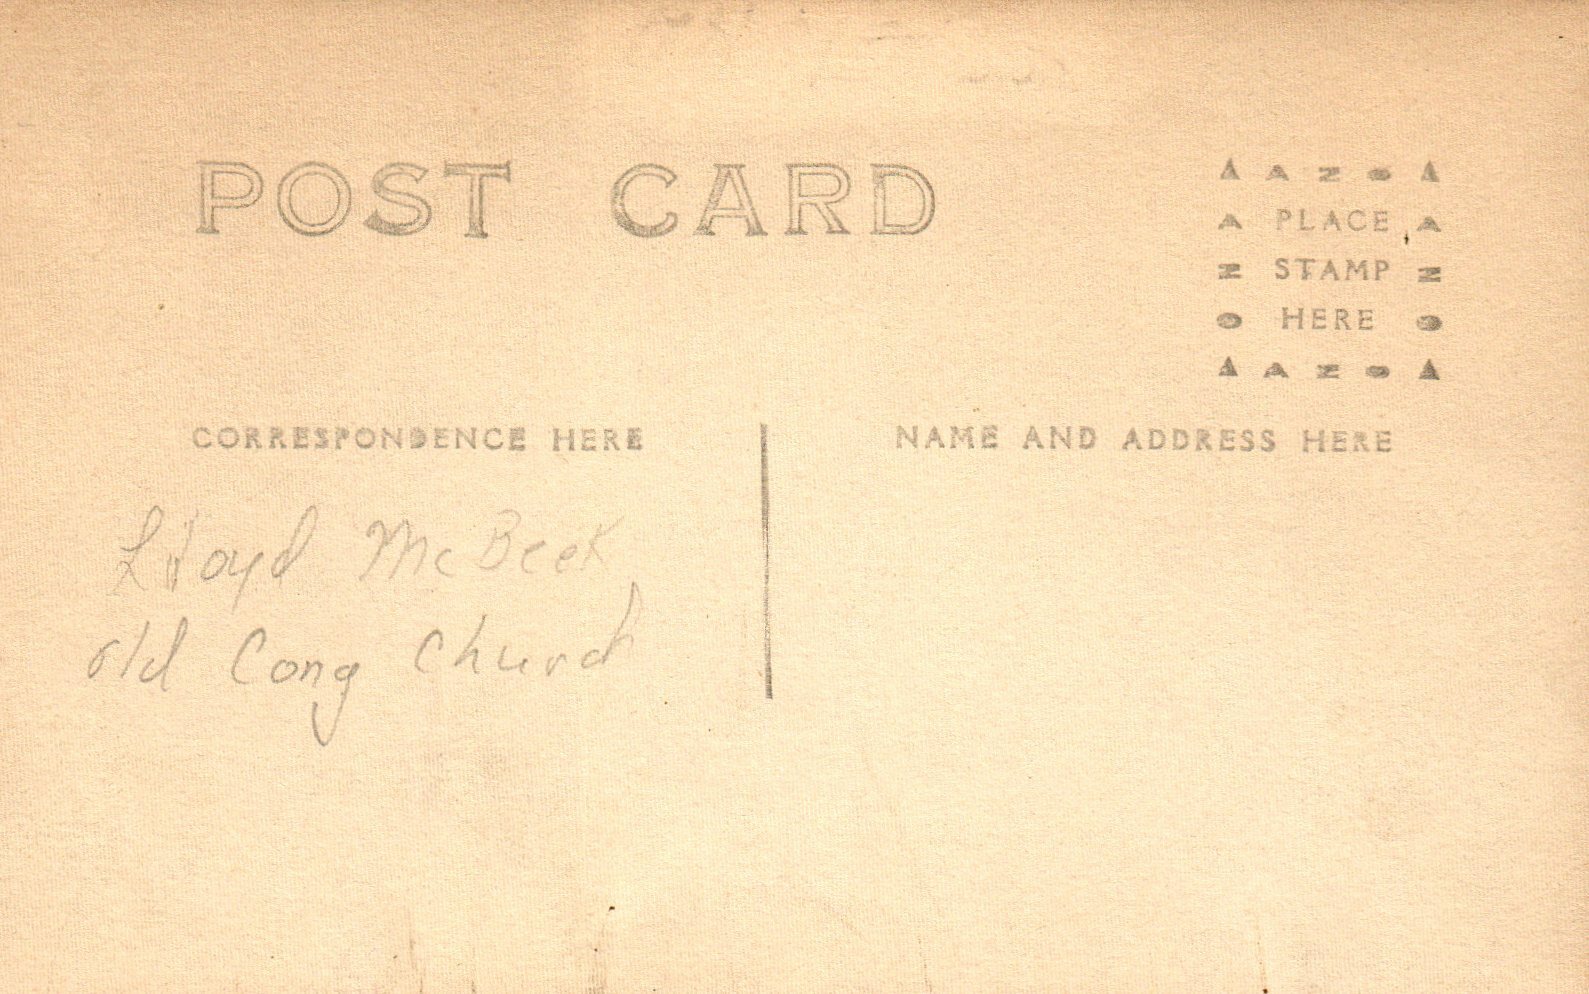 POST CARD
▲ A Z O ▲
A PLACE A
Z STAMP Z
O HERE O
▲ A Z O ▲
CORRESPONDENCE HERE
NAME AND ADDRESS HERE
Lloyd McBeek
old Cong Church